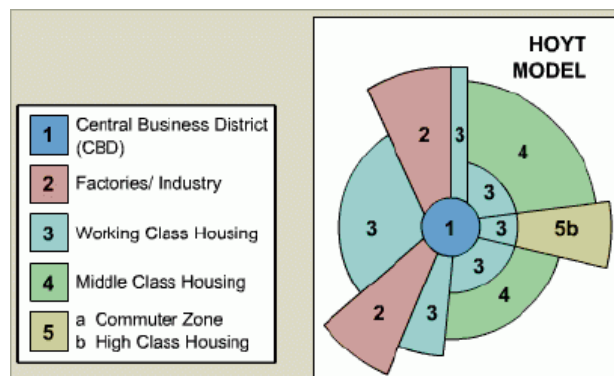 HOYT
MODEL
1 Central Business District
(CBD)
2 Factories/ Industry
3 Working Class Housing
4 Middle Class Housing
5 a Commuter Zone
b High Class Housing
2
3
4
3
3
3
1
5b
3
4
2
3